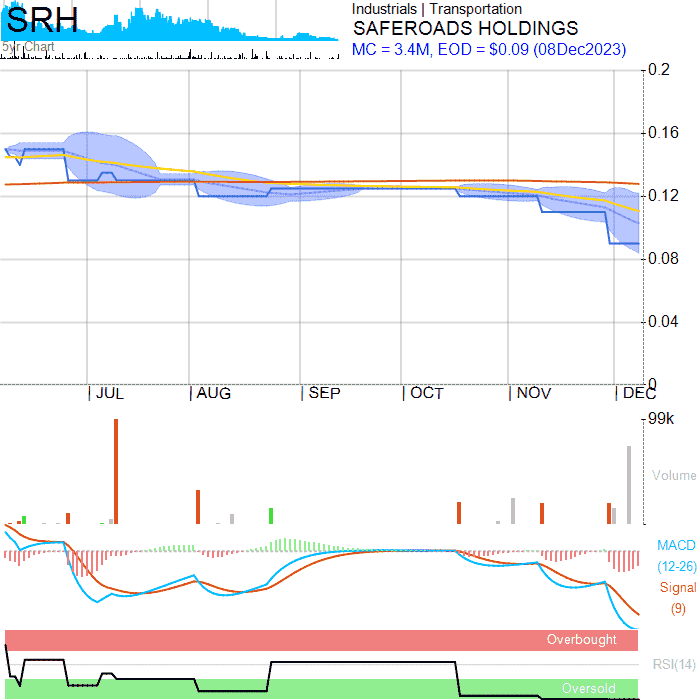 SRH
5yr Chart
Industrials | Transportation
SAFEROADS HOLDINGS
MC = 3.4M, EOD = $0.09 (08Dec2023)
0.2
0.16
0.12
0.08
0.04
0
JUL AUG SEP OCT NOV DEC
99k
Volume
MACD
(12-26)
Signal
(9)
Overbought
RSI(14)
Oversold